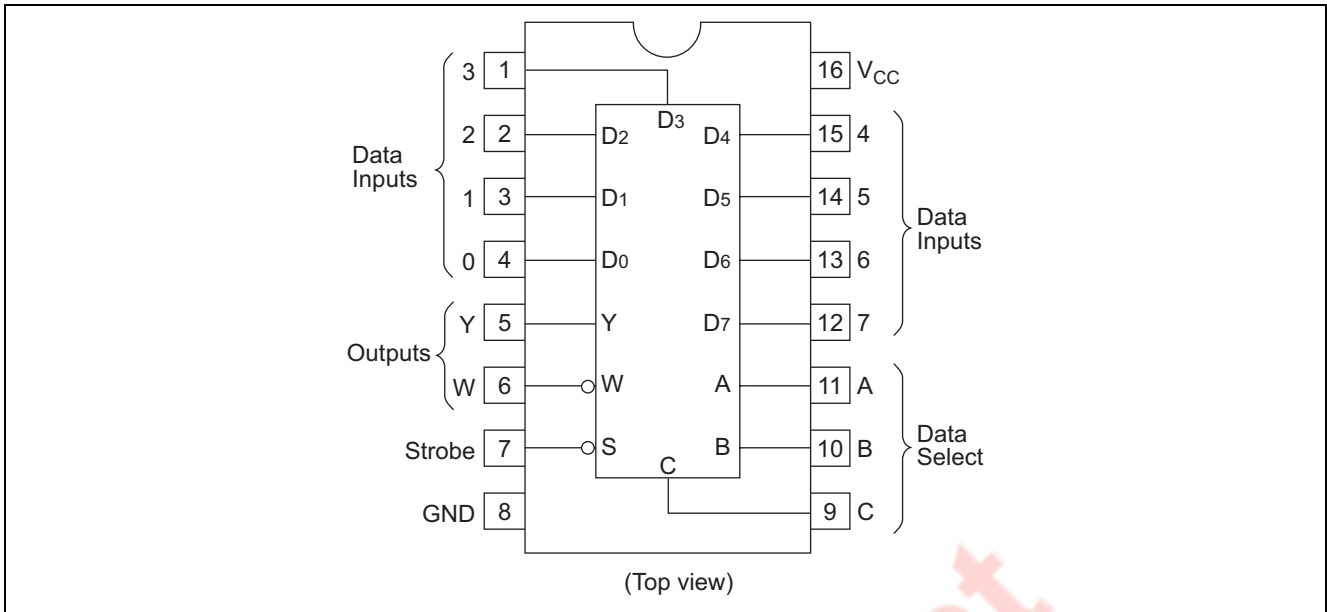 3 1
2 2
Data
Inputs
1 3
0 4
Y 5
Outputs
W 6
Strobe 7
GND 8
D3
D2 D4
D1 D5
D0 D6
Y D7
W A
S B
C
16 VCC
15 4
14 5
Data
Inputs
13 6
12 7
11 A
10 B
Data
Select
9 C
(Top view)